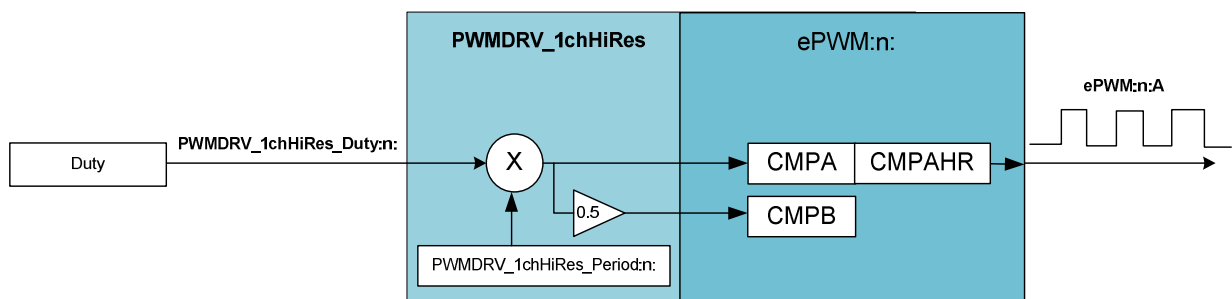 PWMDRV_1chHiRes
ePWM:n:
ePWM:n:A
PWMDRV_1chHiRes_Duty:n:
Duty
X
CMPA
CMPAHR
0.5
CMPB
PWMDRV_1chHiRes_Period:n: